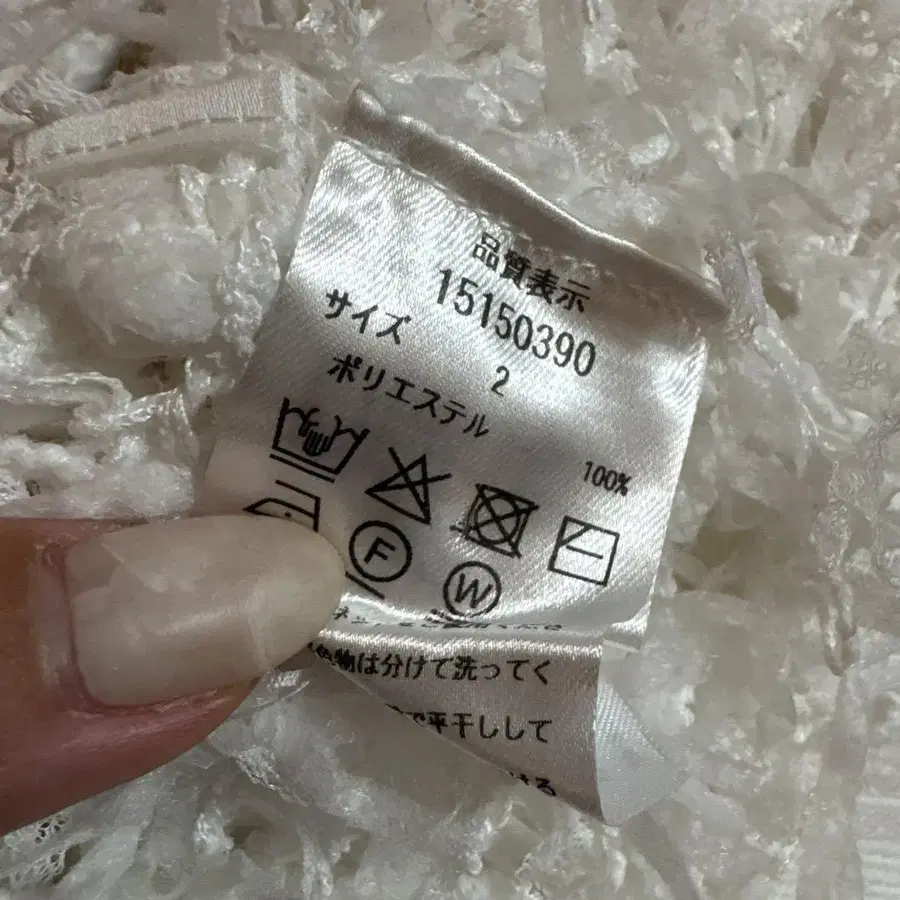 品質表示
15150390
サイズ 2
ポリエステル 100%
F
W
物は分けて洗ってく
で平干しして